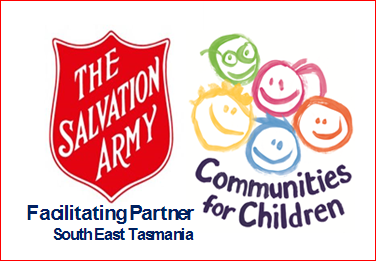 THE
SALVATION
ARMY
Facilitating Partner
South East Tasmania
Communities
for Children